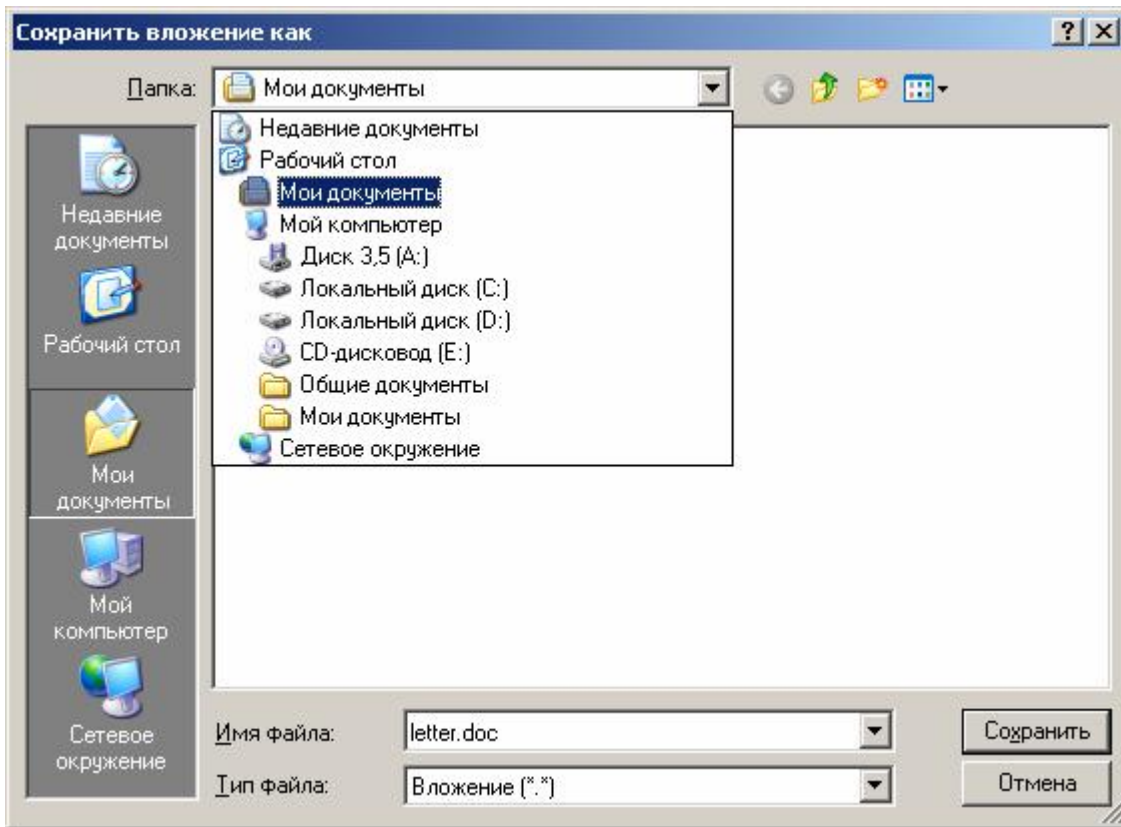 Сохранить вложение как
Папка: Мои документы
Недавние документы
Рабочий стол
Мои документы
Мой компьютер
Диск 3,5 (A:)
Локальный диск (C:)
Локальный диск (D:)
CD-дисковод (E:)
Общие документы
Мои документы
Сетевое окружение
Недавние
документы
Рабочий стол
Мои
документы
Мой
компьютер
Сетевое
окружение
Имя файла: letter.doc Сохранить
Тип файла: Вложение (*.*) Отмена